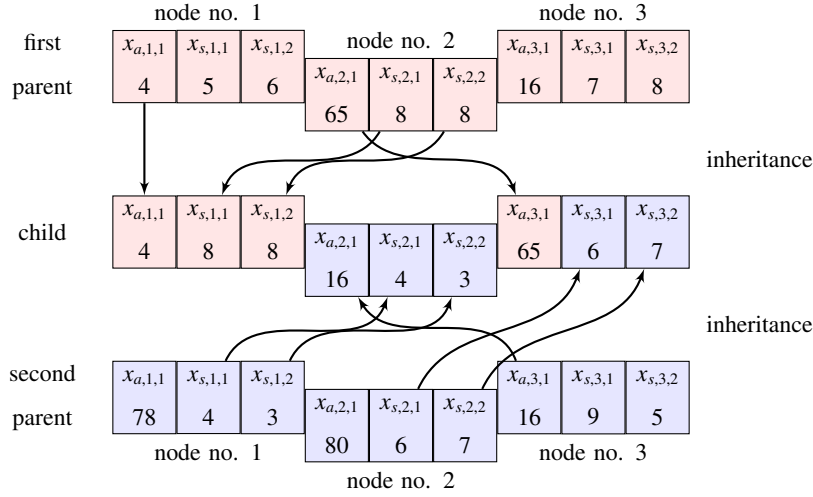 node no. 1
node no. 2
node no. 3
first
parent
x_{a,1,1} x_{s,1,1} x_{s,1,2} x_{a,2,1} x_{s,2,1} x_{s,2,2} x_{a,3,1} x_{s,3,1} x_{s,3,2}
4 5 6 65 8 8 16 7 8
inheritance
child
x_{a,1,1} x_{s,1,1} x_{s,1,2} x_{a,2,1} x_{s,2,1} x_{s,2,2} x_{a,3,1} x_{s,3,1} x_{s,3,2}
4 8 8 16 4 3 65 6 7
inheritance
second
parent
x_{a,1,1} x_{s,1,1} x_{s,1,2} x_{a,2,1} x_{s,2,1} x_{s,2,2} x_{a,3,1} x_{s,3,1} x_{s,3,2}
78 4 3 80 6 7 16 9 5
node no. 1
node no. 2
node no. 3